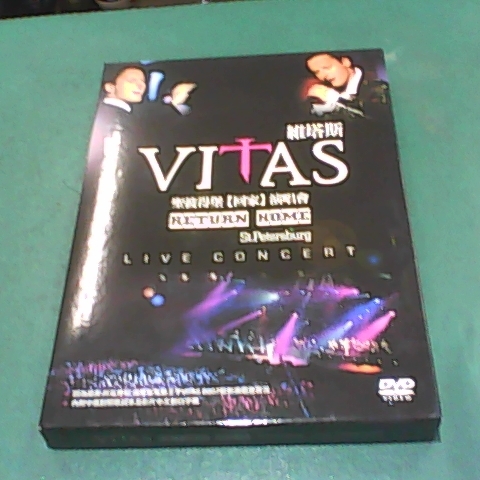 維塔斯
VITAS
聖彼得堡【回家】演唱會
RETURN HOME
St.Petersburg
LIVE CONCERT
DVD
VIDEO